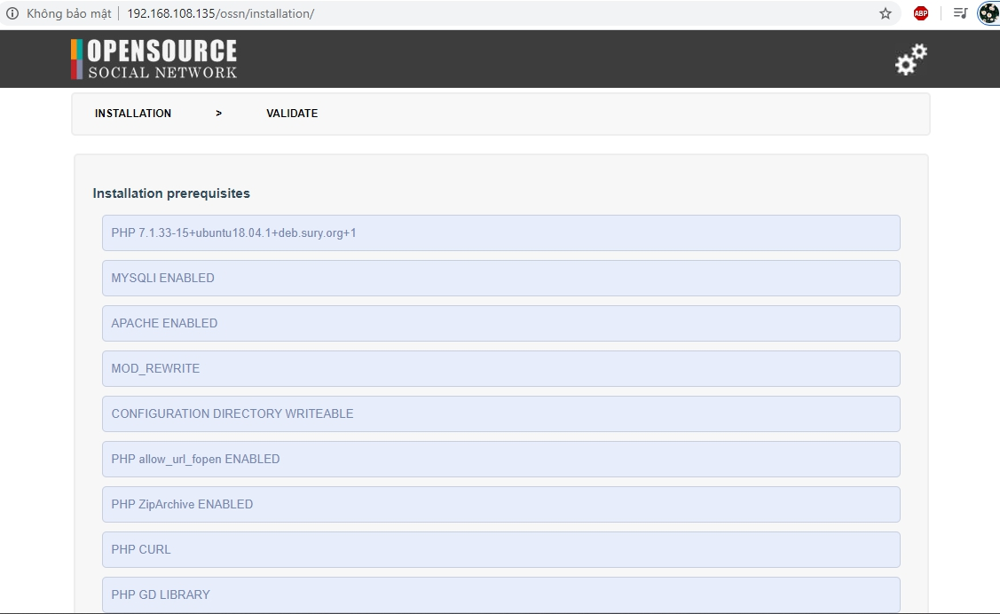 Không bảo mật 192.168.108.135/ossn/installation/
ABP
OPENSOURCE
SOCIAL NETWORK
INSTALLATION > VALIDATE
Installation prerequisites
PHP 7.1.33-15+ubuntu18.04.1+deb.sury.org+1
MYSQLI ENABLED
APACHE ENABLED
MOD_REWRITE
CONFIGURATION DIRECTORY WRITEABLE
PHP allow_url_fopen ENABLED
PHP ZipArchive ENABLED
PHP CURL
PHP GD LIBRARY